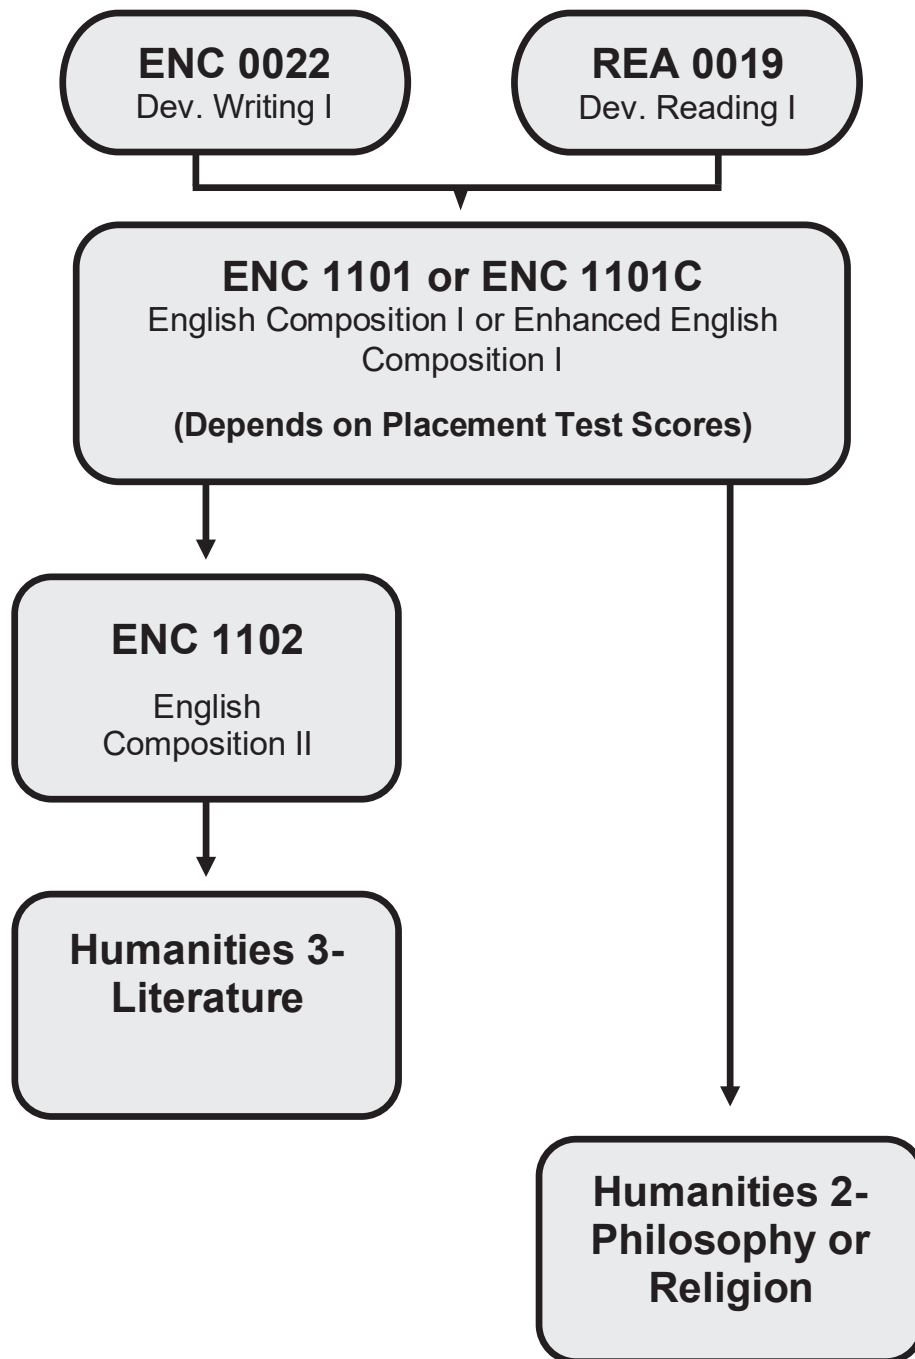 ENC 0022
Dev. Writing I
REA 0019
Dev. Reading I
ENC 1101 or ENC 1101C
English Composition I or Enhanced English
Composition I
(Depends on Placement Test Scores)
ENC 1102
English
Composition II
Humanities 3-
Literature
Humanities 2-
Philosophy or
Religion